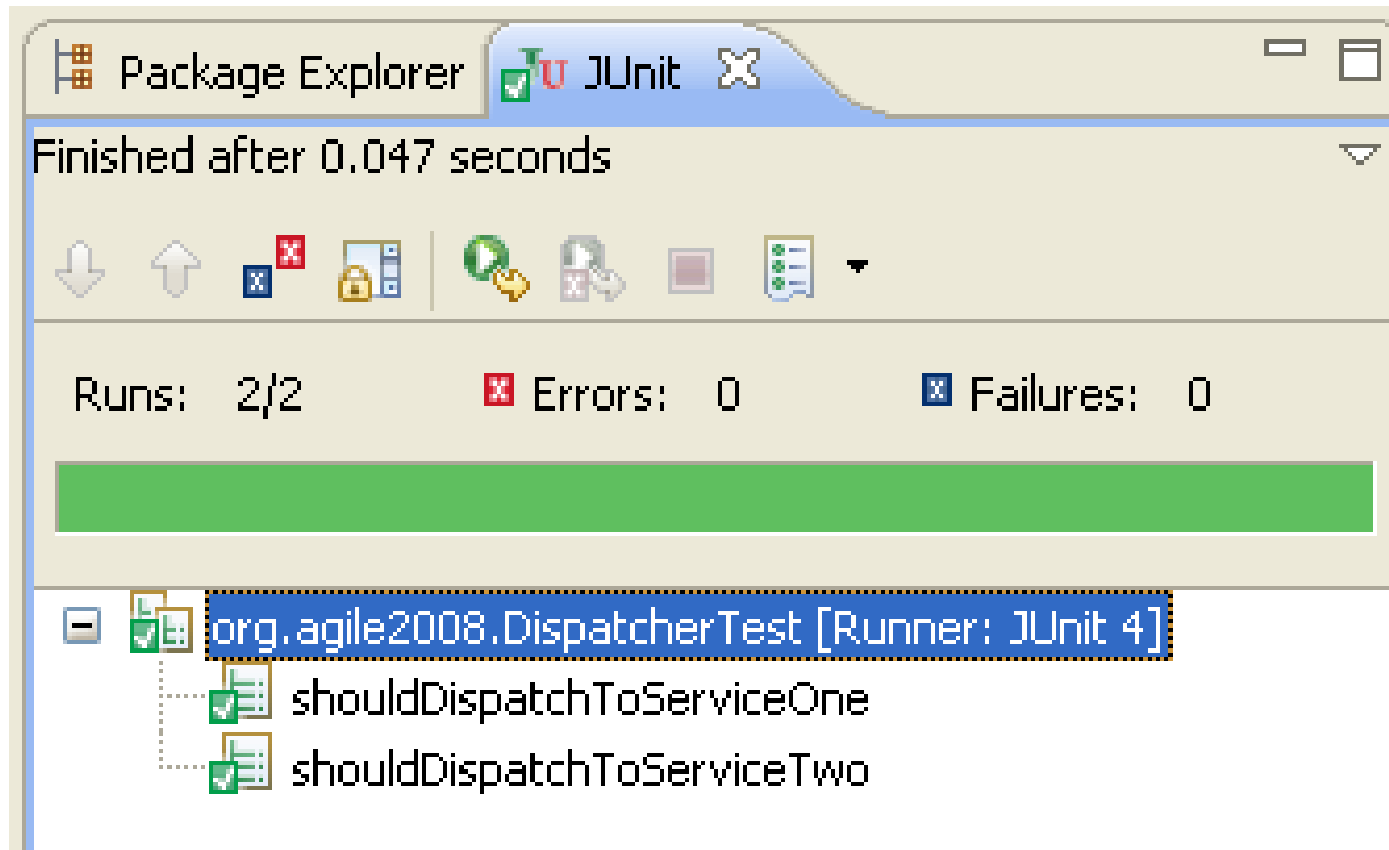 Package Explorer JUnit
Finished after 0.047 seconds
Runs: 2/2 Errors: 0 Failures: 0
org.agile2008.DispatcherTest [Runner: JUnit 4]
shouldDispatchToServiceOne
shouldDispatchToServiceTwo